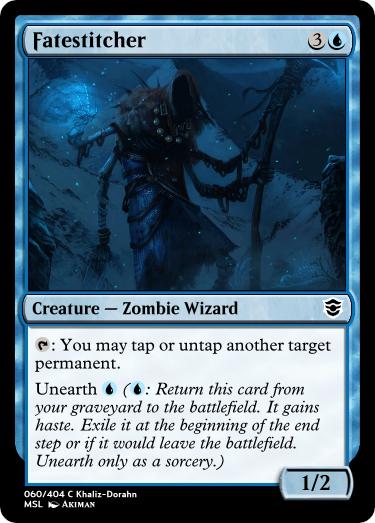 Fatestitcher 3
Creature — Zombie Wizard
: You may tap or untap another target
permanent.
Unearth (: Return this card from
your graveyard to the battlefield. It gains
haste. Exile it at the beginning of the end
step or if it would leave the battlefield.
Unearth only as a sorcery.)
1/2
060/404 C Khaliz-Dorahn
MSL Akiman